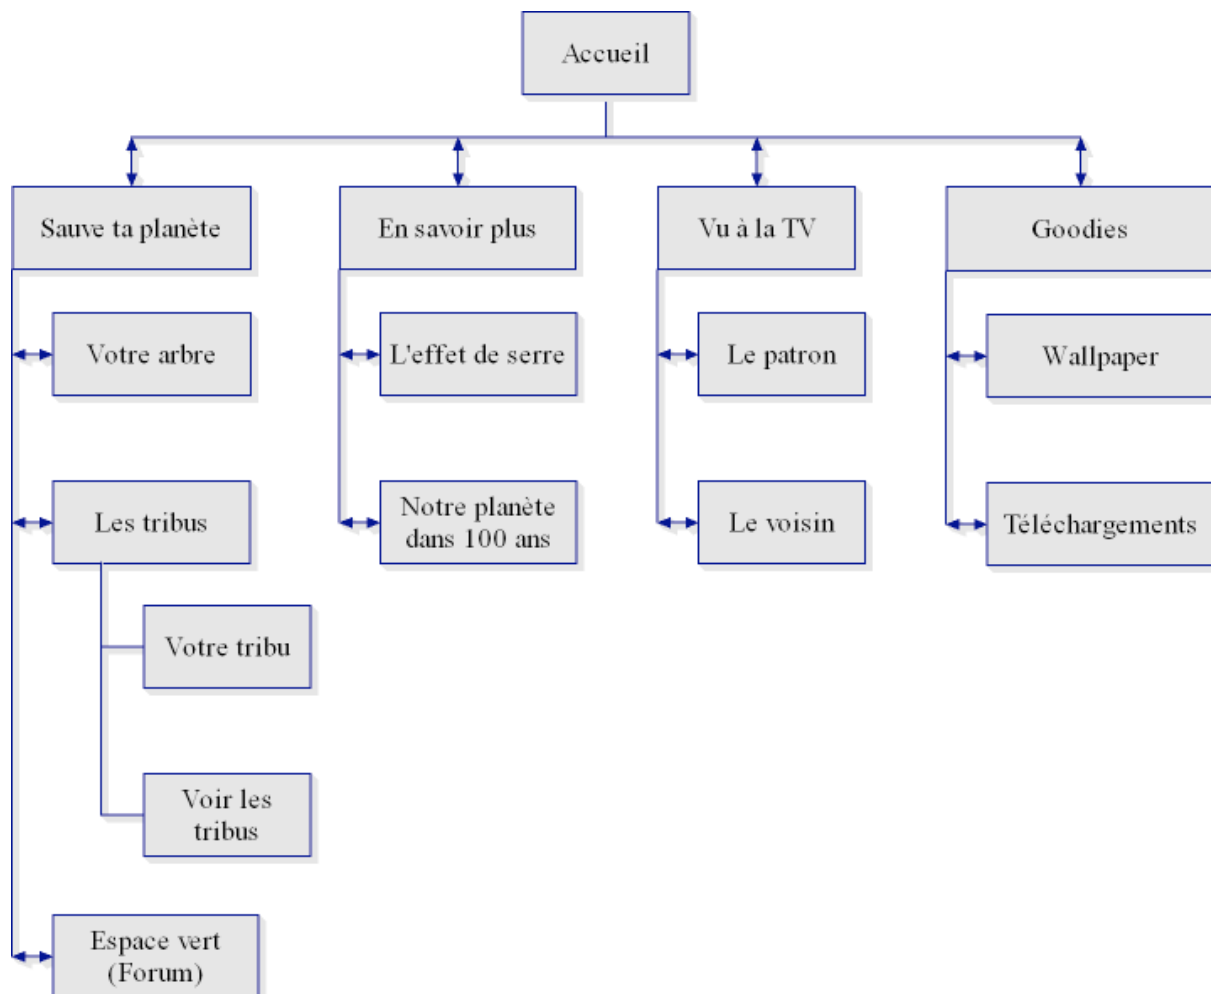 Accueil
Sauve ta planète
En savoir plus
Vu à la TV
Goodies
Votre arbre
L'effet de serre
Le patron
Wallpaper
Les tribus
Notre planète
dans 100 ans
Le voisin
Téléchargements
Votre tribu
Voir les
tribus
Espace vert
(Forum)